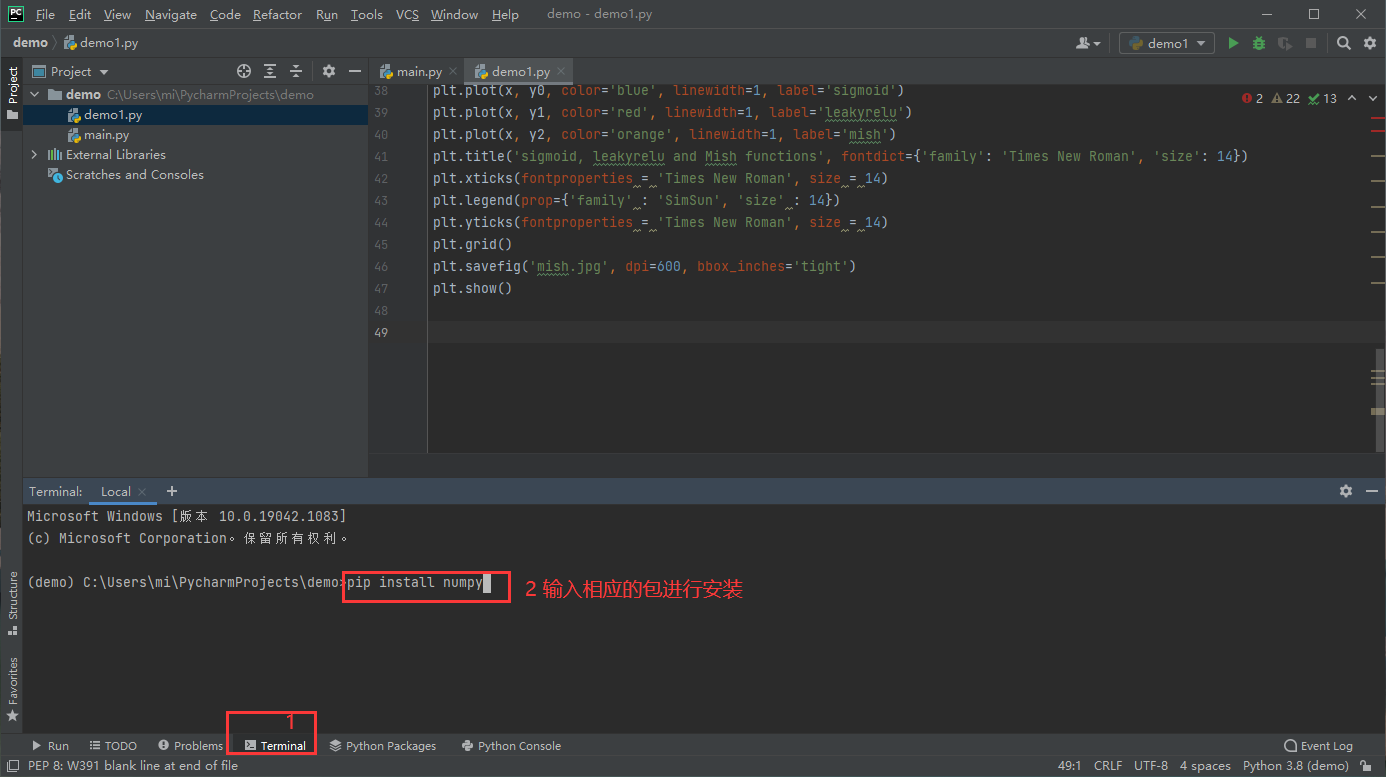 PC File Edit View Navigate Code Refactor Run Tools VCS Window Help demo - demo1.py
demo demo1.py demo1
Project
Project
main.py demo1.py
demo C:\Users\mi\PycharmProjects\demo
demo1.py
main.py
External Libraries
Scratches and Consoles
2 22 13
38 plt.plot(x, y0, color='blue', linewidth=1, label='sigmoid')
39 plt.plot(x, y1, color='red', linewidth=1, label='leakyrelu')
40 plt.plot(x, y2, color='orange', linewidth=1, label='mish')
41 plt.title('sigmoid, leakyrelu and Mish functions', fontdict={'family': 'Times New Roman', 'size': 14})
42 plt.xticks(fontproperties = 'Times New Roman', size = 14)
43 plt.legend(prop={'family' : 'SimSun', 'size' : 14})
44 plt.yticks(fontproperties = 'Times New Roman', size = 14)
45 plt.grid()
46 plt.savefig('mish.jpg', dpi=600, bbox_inches='tight')
47 plt.show()
48
49
Terminal: Local
Microsoft Windows [版本 10.0.19042.1083]
(c) Microsoft Corporation。保留所有权利。
(demo) C:\Users\mi\PycharmProjects\demo>pip install numpy
2 输入相应的包进行安装
Structure
Favorites
1
Run TODO Problems Terminal Python Packages Python Console Event Log
PEP 8: W391 blank line at end of file 49:1 CRLF UTF-8 4 spaces Python 3.8 (demo)